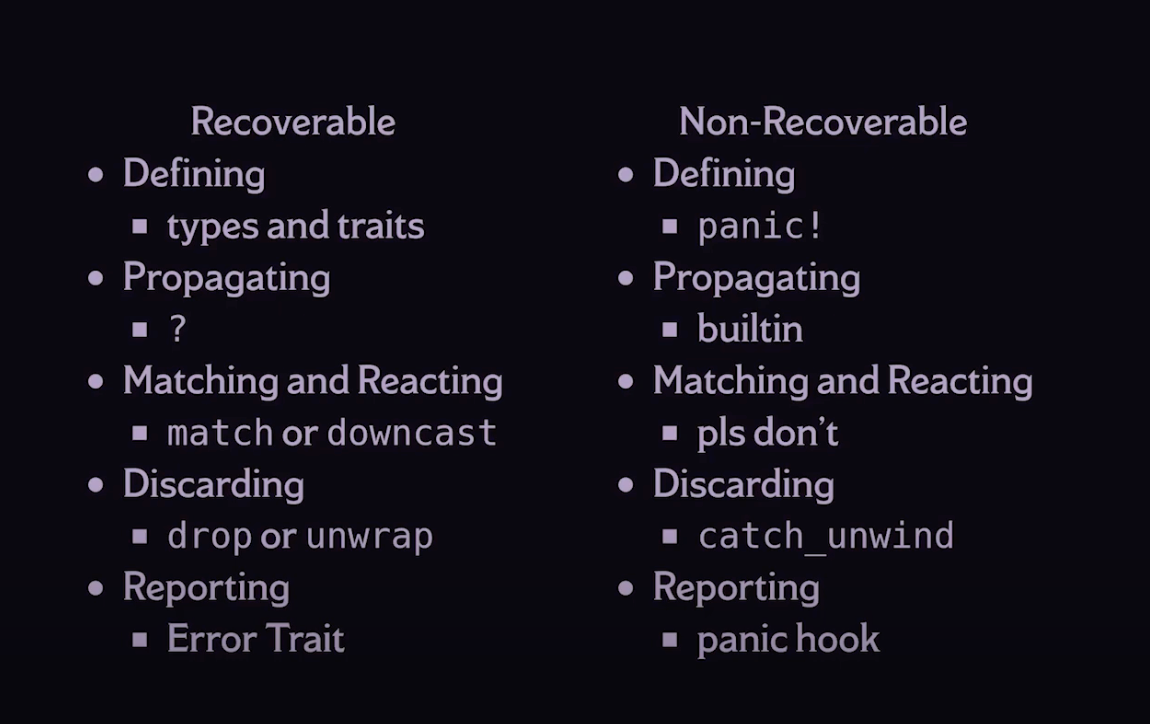 Recoverable
• Defining
▪ types and traits
• Propagating
▪ ?
• Matching and Reacting
▪ match or downcast
• Discarding
▪ drop or unwrap
• Reporting
▪ Error Trait
Non-Recoverable
• Defining
▪ panic!
• Propagating
▪ builtin
• Matching and Reacting
▪ pls don’t
• Discarding
▪ catch_unwind
• Reporting
▪ panic hook